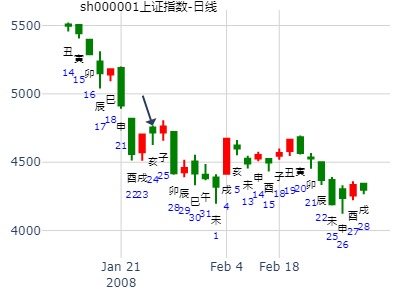 sh000001上证指数-日线
5500
5000
4500
4000
丑 寅 卯 辰 巳 申 酉 戌 亥 子 卯 辰 巳 午 未 戌 亥 未 申 酉 子 丑 寅 卯 辰 未 申 酉 戌
14 15 16 17 18 21 22 23 24 25 28 29 30 31 1 4 5 13 14 15 18 19 20 21 22 25 26 27 28
Jan 21 Feb 4 Feb 18
2008